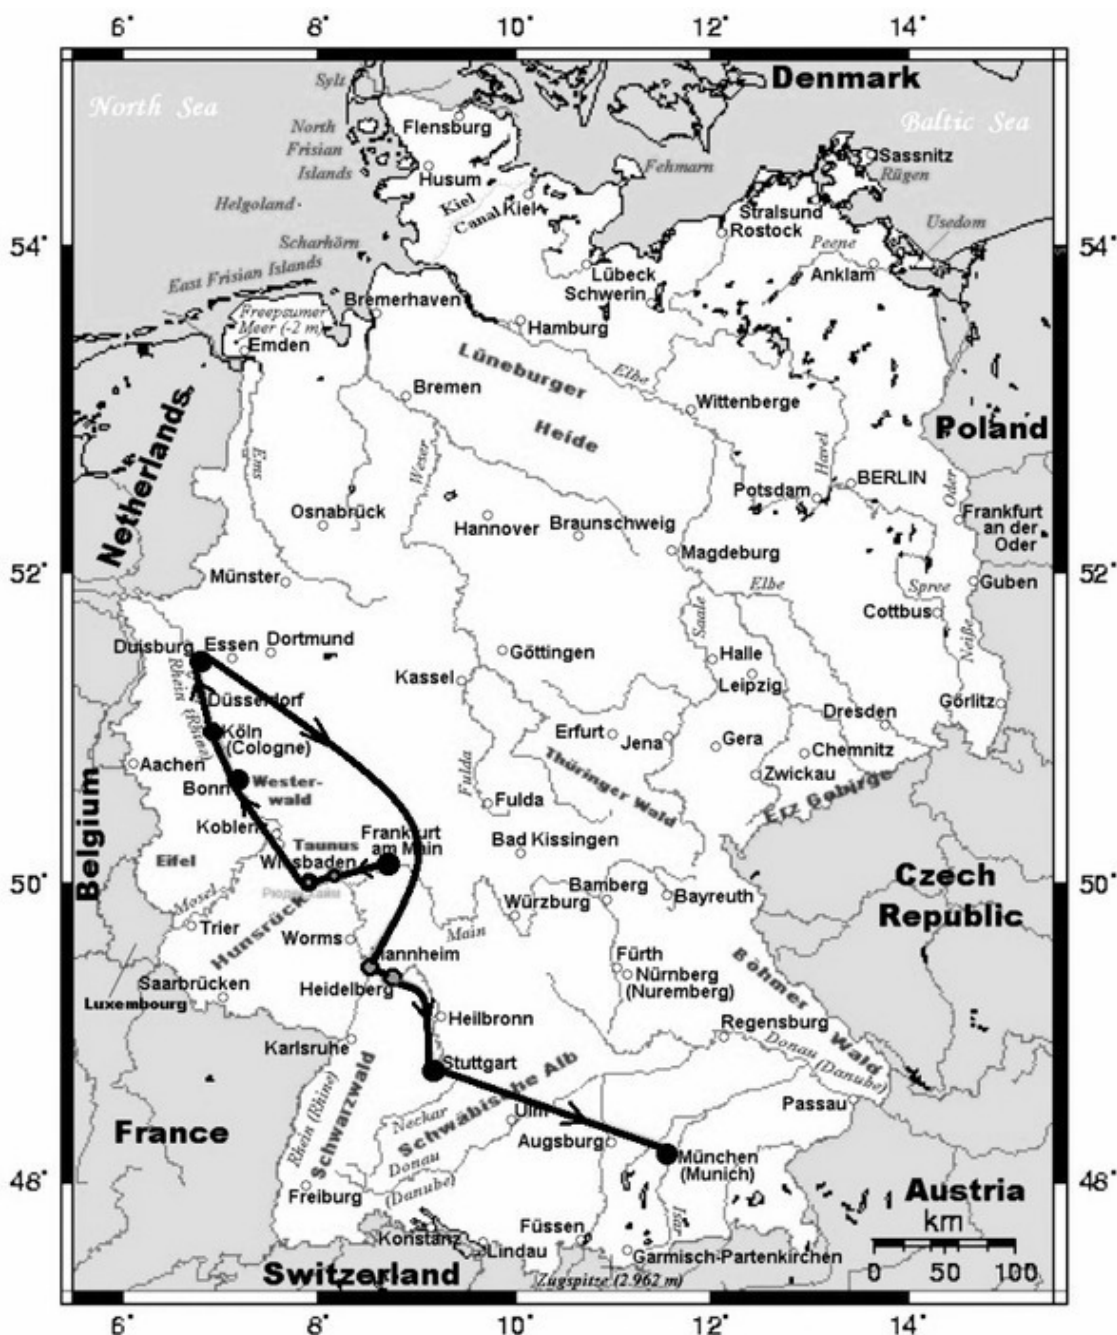 6° 8° 10° 12° 14°
Denmark
North Sea
Baltic Sea
Sylt
Flensburg
North
Frisian
Islands
Husum
Fehmarn
Sassnitz
Rügen
Helgoland
Kiel
Canal
Kiel
Stralsund
Rostock
Usedom
54°
Scharhörn
54°
Peene
Anklam
East Frisian Islands
Lübeck
Schwerin
Bremerhaven
Freepsumer
Meer (-2 m)
Hamburg
Emden
Lüneburger
Heide
Elbe
Bremen
Wittenberge
Netherlands
Poland
Ems
Weser
Havel
Oder
BERLIN
Potsdam
Osnabrück
Hannover
Braunschweig
Frankfurt
an der
Oder
Magdeburg
52°
Münster
Elbe
Spree
Guben
52°
Cottbus
Saale
Neiße
Duisburg
Essen
Dortmund
Göttingen
Halle
Leipzig
Kassel
Rhein (Rhine)
Düsseldorf
Görlitz
Dresden
Köln
(Cologne)
Erfurt
Jena
Gera
Chemnitz
Aachen
Zwickau
Belgium
Bonn
Wester-
wald
Fulda
Thüringer Wald
Erz Gebirge
Fulda
Koblenz
Taunus
Frankfurt
am Main
Bad Kissingen
Eifel
Wiesbaden
50°
50°
Czech
Republic
Mosel
Hunsrück
Bamberg
Bayreuth
Würzburg
Trier
Worms
Main
Mannheim
Fürth
Nürnberg
(Nuremberg)
Böhmer Wald
Saarbrücken
Heidelberg
Luxembourg
Heilbronn
Regensburg
Karlsruhe
Donau (Danube)
Stuttgart
Passau
France
Rhein (Rhine)
Schwarzwald
Neckar
Schwäbische Alb
Ulm
Augsburg
München
(Munich)
Donau
(Danube)
48°
48°
Freiburg
Isar
Austria
km
Füssen
Konstanz
Lindau
Garmisch-Partenkirchen
Switzerland
Zugspitze (2.962 m)
0 50 100
6° 8° 10° 12° 14°